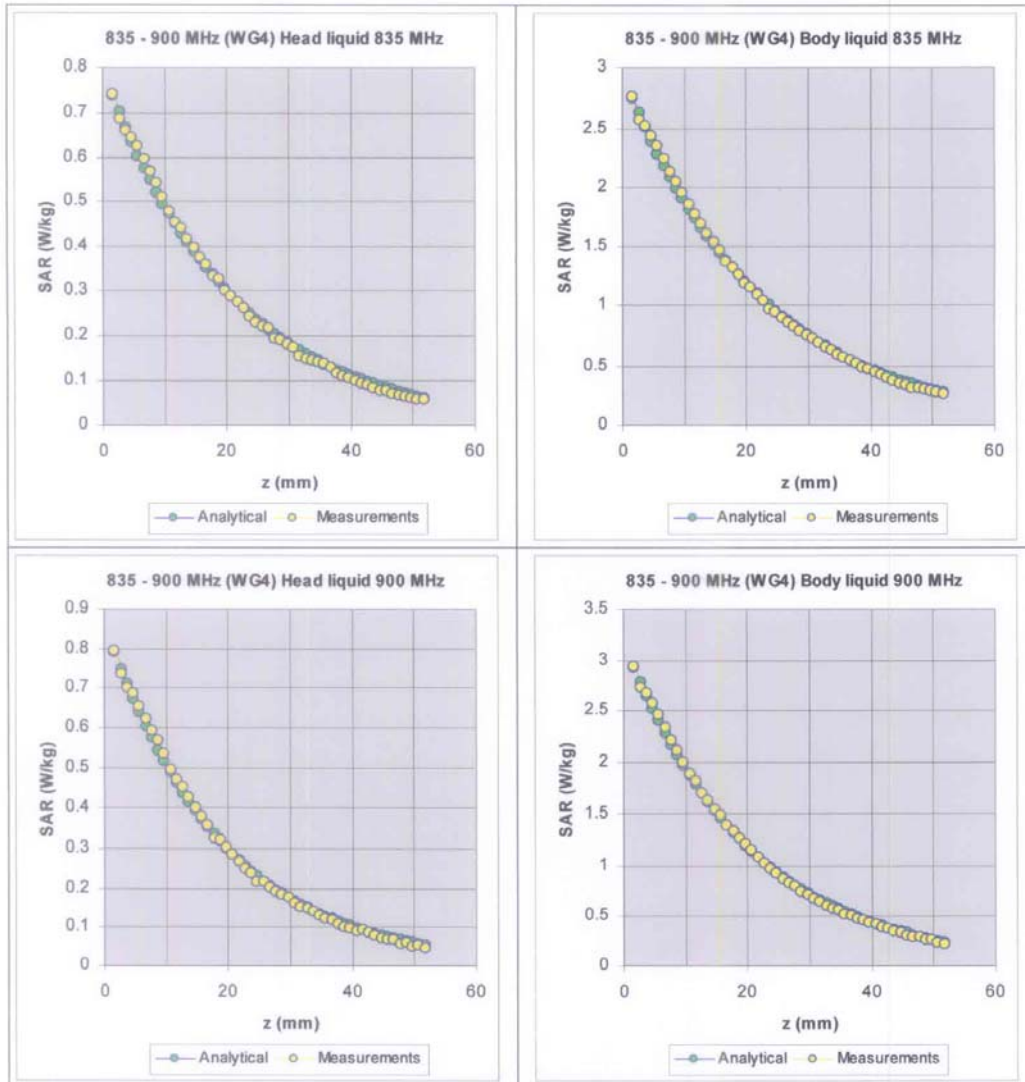 835 - 900 MHz (WG4) Head liquid 835 MHz
0.8
0.7
0.6
0.5
0.4
0.3
0.2
0.1
0
SAR (W/kg)
0 20 40 60
z (mm)
Analytical Measurements
835 - 900 MHz (WG4) Body liquid 835 MHz
3
2.5
2
1.5
1
0.5
0
SAR (W/kg)
0 20 40 60
z (mm)
Analytical Measurements
835 - 900 MHz (WG4) Head liquid 900 MHz
0.9
0.8
0.7
0.6
0.5
0.4
0.3
0.2
0.1
0
SAR (W/kg)
0 20 40 60
z (mm)
Analytical Measurements
835 - 900 MHz (WG4) Body liquid 900 MHz
3.5
3
2.5
2
1.5
1
0.5
0
SAR (W/kg)
0 20 40 60
z (mm)
Analytical Measurements